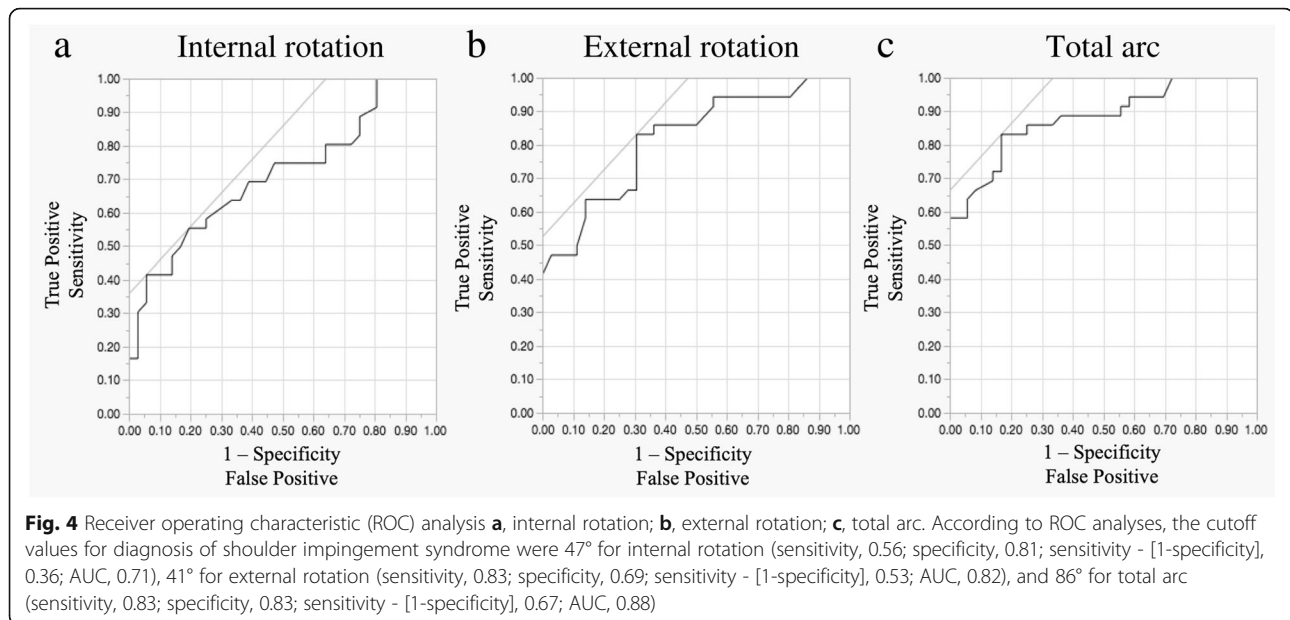 a Internal rotation
b External rotation
c Total arc
1.00
0.90
0.80
0.70
0.60
0.50
0.40
0.30
0.20
0.10
0.00
True Positive
Sensitivity
0.00 0.10 0.20 0.30 0.40 0.50 0.60 0.70 0.80 0.90 1.00
1 – Specificity
False Positive
1.00
0.90
0.80
0.70
0.60
0.50
0.40
0.30
0.20
0.10
0.00
True Positive
Sensitivity
0.00 0.10 0.20 0.30 0.40 0.50 0.60 0.70 0.80 0.90 1.00
1 – Specificity
False Positive
1.00
0.90
0.80
0.70
0.60
0.50
0.40
0.30
0.20
0.10
0.00
True Positive
Sensitivity
0.00 0.10 0.20 0.30 0.40 0.50 0.60 0.70 0.80 0.90 1.00
1 – Specificity
False Positive
Fig. 4 Receiver operating characteristic (ROC) analysis a, internal rotation; b, external rotation; c, total arc. According to ROC analyses, the cutoff
values for diagnosis of shoulder impingement syndrome were 47° for internal rotation (sensitivity, 0.56; specificity, 0.81; sensitivity - [1-specificity],
0.36; AUC, 0.71), 41° for external rotation (sensitivity, 0.83; specificity, 0.69; sensitivity - [1-specificity], 0.53; AUC, 0.82), and 86° for total arc
(sensitivity, 0.83; specificity, 0.83; sensitivity - [1-specificity], 0.67; AUC, 0.88)